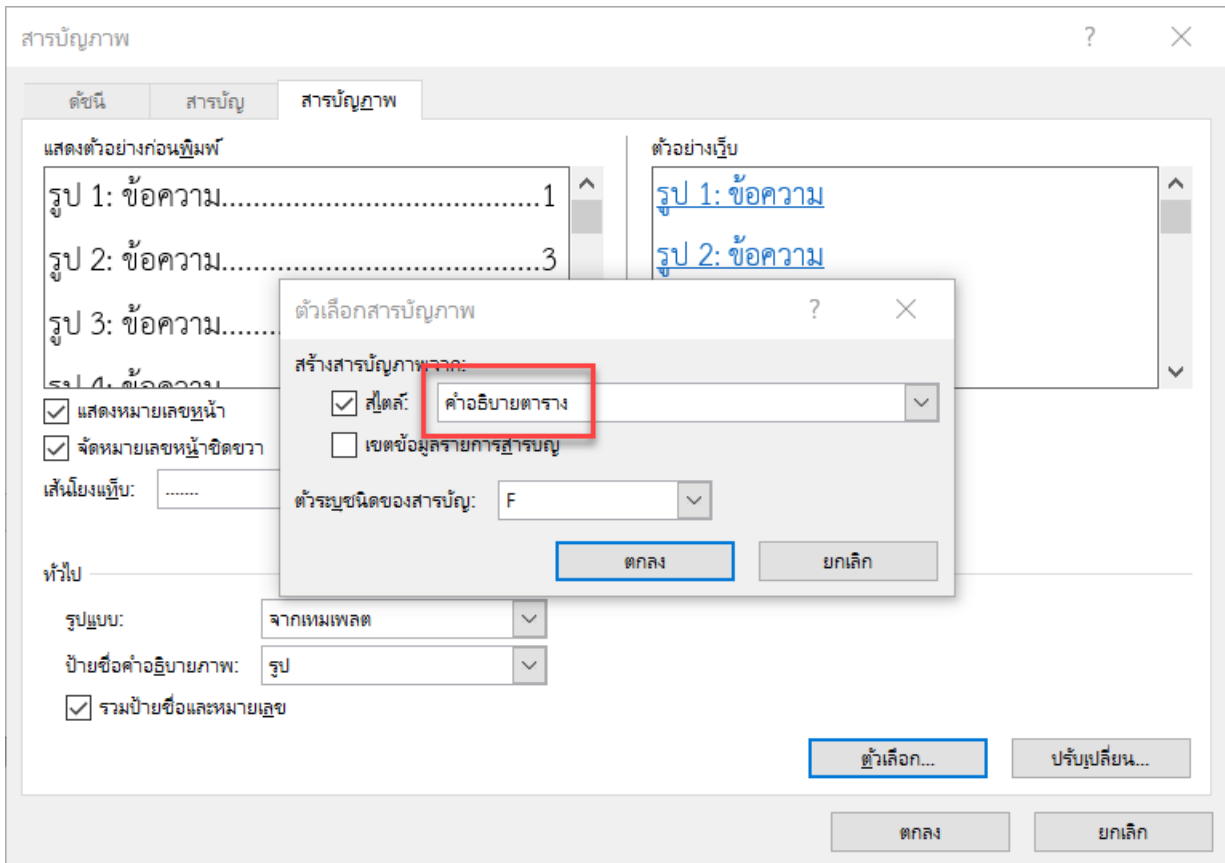 สารบัญภาพ
ดัชนี สารบัญ สารบัญภาพ
แสดงตัวอย่างก่อนพิมพ์
รูป 1: ข้อความ........................................1
รูป 2: ข้อความ........................................3
รูป 3: ข้อความ.......
ตัวอย่างเว็บ
รูป 1: ข้อความ
รูป 2: ข้อความ
แสดงหมายเลขหน้า
จัดหมายเลขหน้าชิดขวา
เส้นโยงแท็บ: .......
ตัวเลือกสารบัญภาพ
สร้างสารบัญภาพจาก:
สไตล์: คำอธิบายตาราง
เขตข้อมูลรายการสารบัญ
ตัวระบุชนิดของสารบัญ: F
ตกลง ยกเลิก
ทั่วไป
รูปแบบ: จากเทมเพลต
ป้ายชื่อคำอธิบายภาพ: รูป
รวมป้ายชื่อและหมายเลข
ตัวเลือก... ปรับเปลี่ยน...
ตกลง ยกเลิก